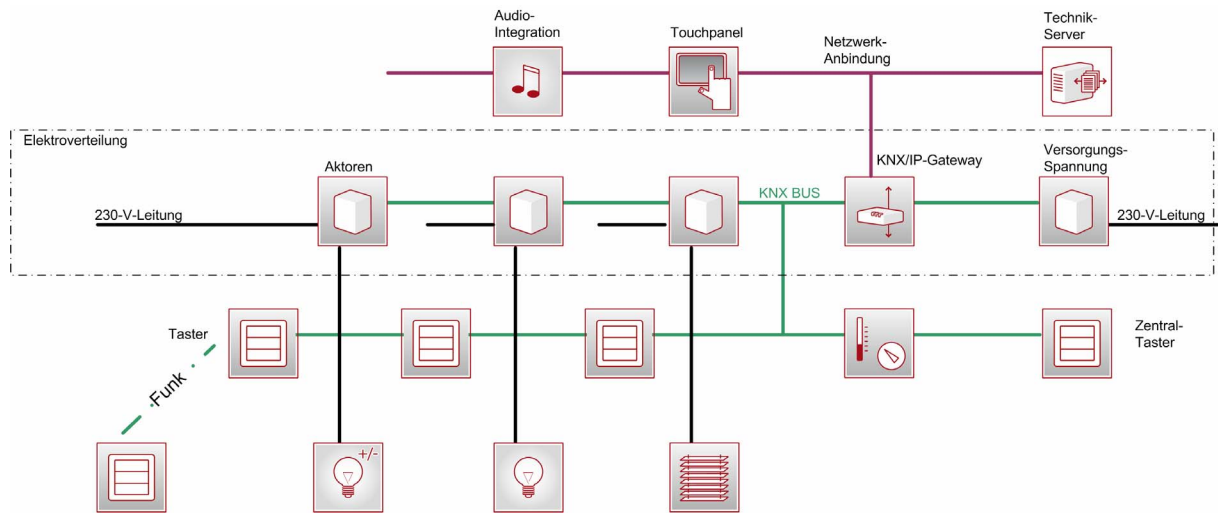 Audio-
Integration
Touchpanel
Netzwerk-
Anbindung
Technik-
Server
Elektroverteilung
Aktoren
KNX/IP-Gateway
Versorgungs-
Spannung
KNX BUS
230-V-Leitung
230-V-Leitung
Taster
Zentral-
Taster
Funk
+/-